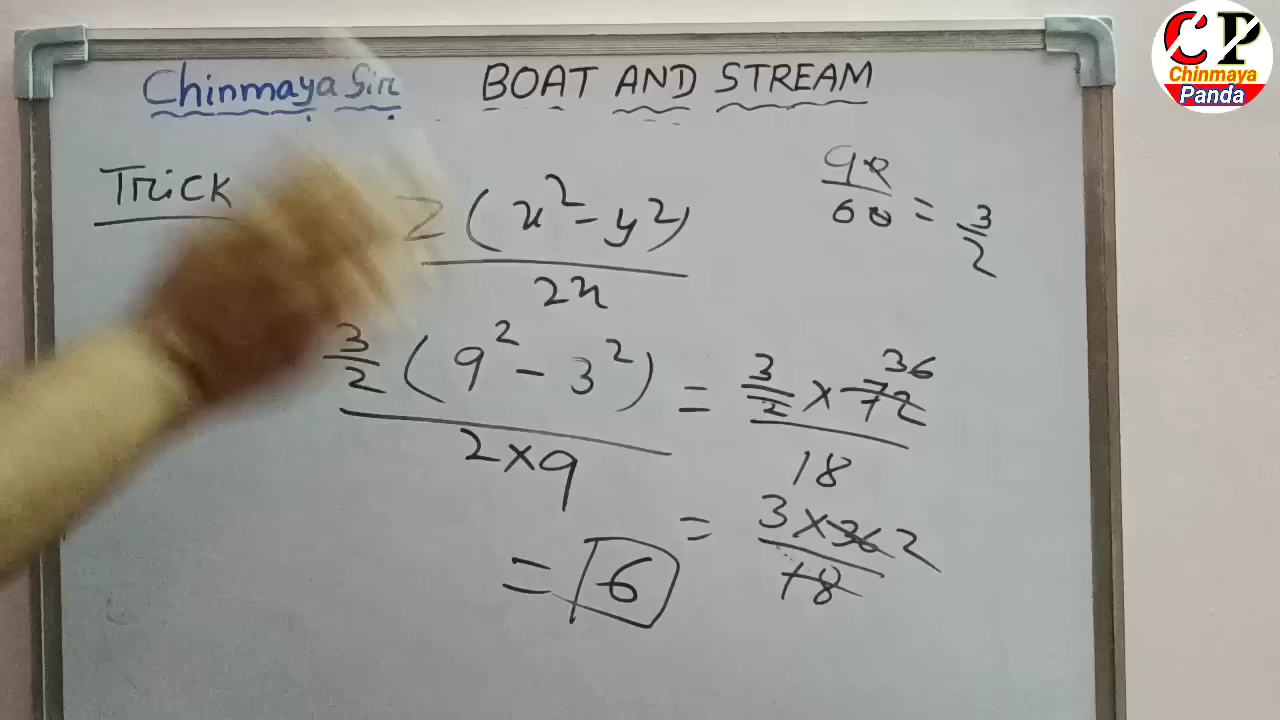 Chinmaya Sir BOAT AND STREAM
CP
Chinmaya
Panda
Trick
Z (x² - y²)
2x
90
60
= 3/2
3/2 (9² - 3²)
2×9
= 3/2 × 72 36
18
= 3×36 2
18
= 6